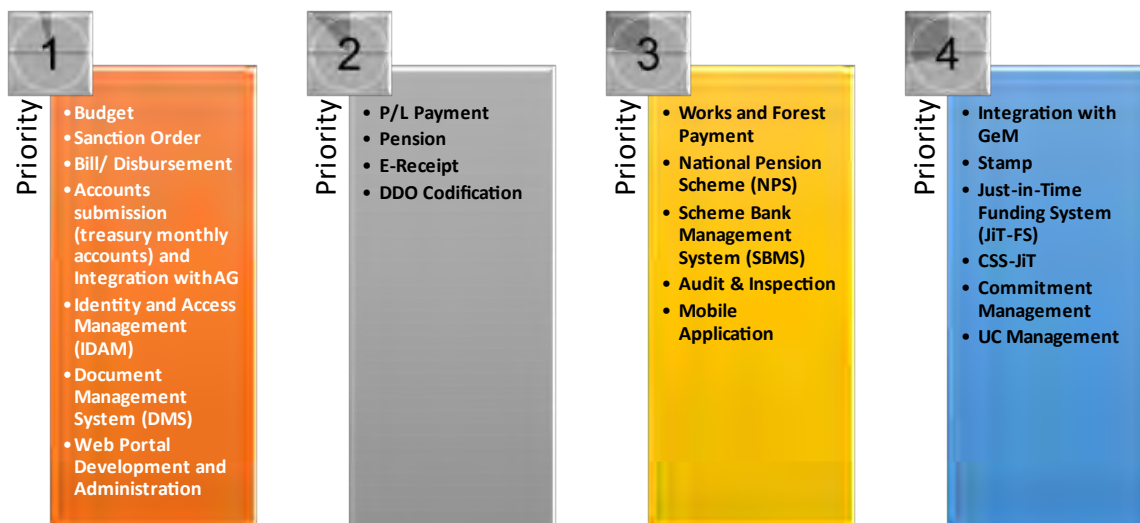 1
Priority
• Budget
• Sanction Order
• Bill/ Disbursement
• Accounts
submission
(treasury monthly
accounts) and
Integration withAG
• Identity and Access
Management
(IDAM)
• Document
Management
System (DMS)
• Web Portal
Development and
Administration
2
Priority
• P/L Payment
• Pension
• E-Receipt
• DDO Codification
3
Priority
• Works and Forest
Payment
• National Pension
Scheme (NPS)
• Scheme Bank
Management
System (SBMS)
• Audit & Inspection
• Mobile
Application
4
Priority
• Integration with
GeM
• Stamp
• Just-in-Time
Funding System
(JiT-FS)
• CSS-JiT
• Commitment
Management
• UC Management